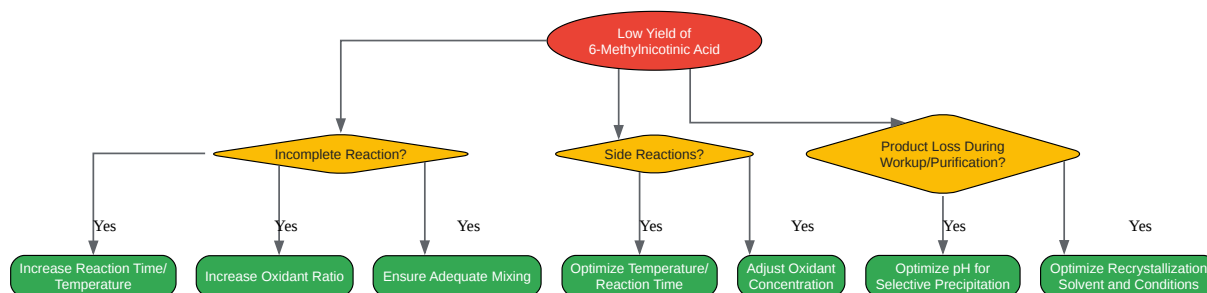 Low Yield of
6-Methylnicotinic Acid
Incomplete Reaction?
Side Reactions?
Product Loss During
Workup/Purification?
Yes
Yes
Yes
Yes
Yes
Yes
Yes
Increase Reaction Time/
Temperature
Increase Oxidant Ratio
Ensure Adequate Mixing
Optimize Temperature/
Reaction Time
Adjust Oxidant
Concentration
Optimize pH for
Selective Precipitation
Optimize Recrystallization
Solvent and Conditions